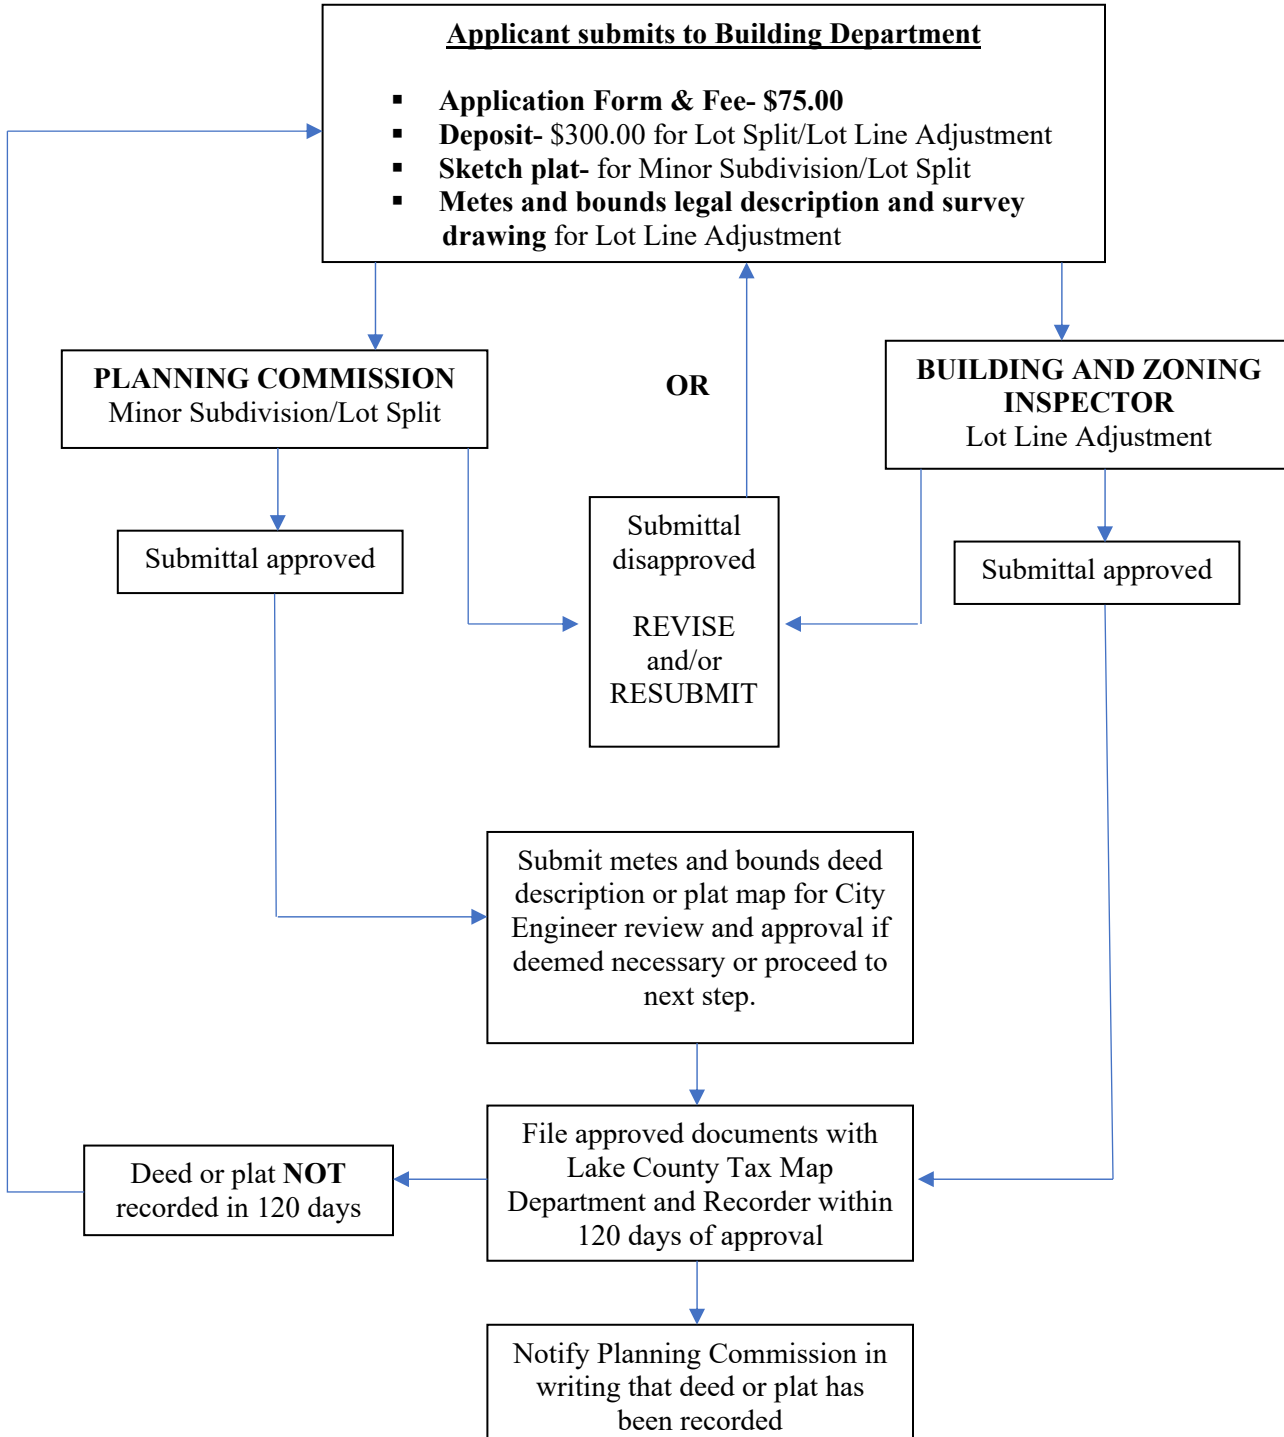 Applicant submits to Building Department
▪ Application Form & Fee- $75.00
▪ Deposit- $300.00 for Lot Split/Lot Line Adjustment
▪ Sketch plat- for Minor Subdivision/Lot Split
▪ Metes and bounds legal description and survey
drawing for Lot Line Adjustment
PLANNING COMMISSION
Minor Subdivision/Lot Split
OR
BUILDING AND ZONING
INSPECTOR
Lot Line Adjustment
Submittal approved
Submittal
disapproved
REVISE
and/or
RESUBMIT
Submittal approved
Submit metes and bounds deed
description or plat map for City
Engineer review and approval if
deemed necessary or proceed to
next step.
File approved documents with
Lake County Tax Map
Department and Recorder within
120 days of approval
Deed or plat NOT
recorded in 120 days
Notify Planning Commission in
writing that deed or plat has
been recorded